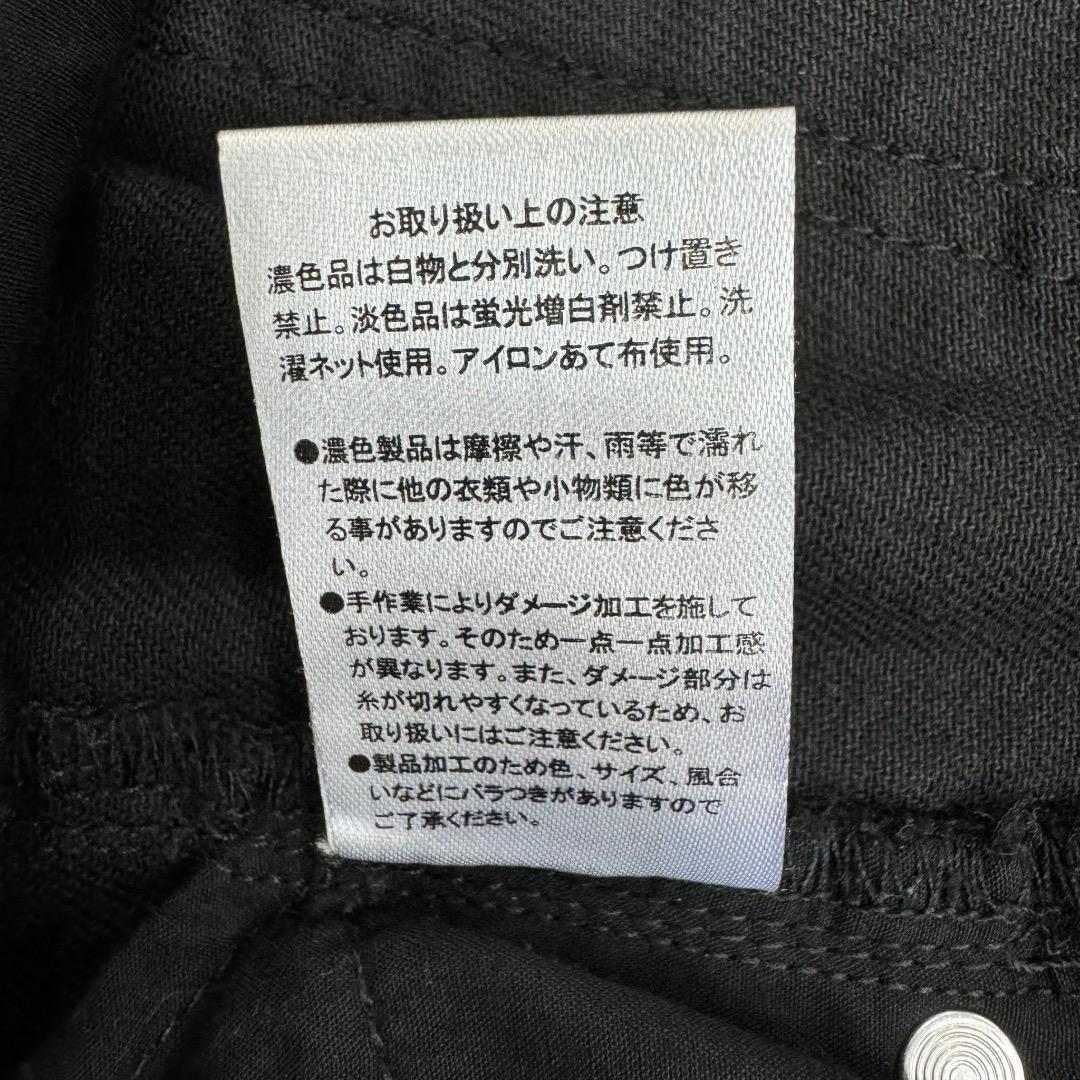 お取り扱い上の注意
濃色品は白物と分別洗い。つけ置き
禁止。淡色品は蛍光増白剤禁止。洗
濯ネット使用。アイロンあて布使用。
●濃色製品は摩擦や汗、雨等で濡れ
た際に他の衣類や小物類に色が移
る事がありますのでご注意くださ
い。
●手作業によりダメージ加工を施して
おります。そのため一点一点加工感
が異なります。また、ダメージ部分は
糸が切れやすくなっているため、お
取り扱いにはご注意ください。
●製品加工のため色、サイズ、風合
いなどにバラつきがありますので
ご了承ください。